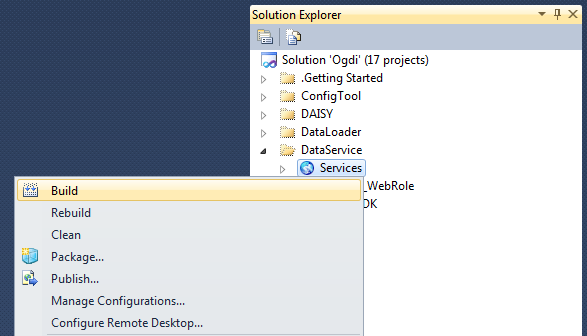 Solution Explorer
Solution 'Ogdi' (17 projects)
.Getting Started
ConfigTool
DAISY
DataLoader
DataService
Services
_WebRole
DK
Build
Rebuild
Clean
Package...
Publish...
Manage Configurations...
Configure Remote Desktop...